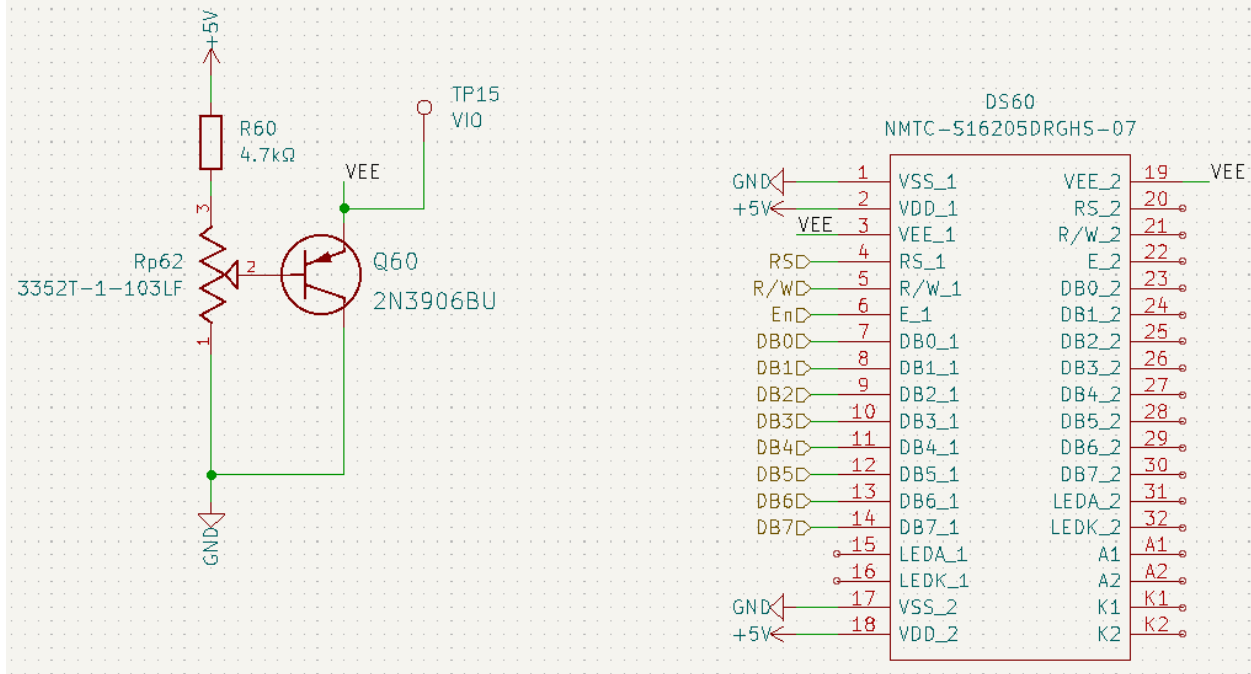 +5V
R60
4.7kΩ
3
Rp62
3352T-1-103LF
2
1
GND
VEE
TP15
VIO
Q60
2N3906BU
DS60
NMTC-S16205DRGHS-07
GND 1 VSS_1 VEE_2 19 VEE
+5V 2 VDD_1 RS_2 20
VEE 3 VEE_1 R/W_2 21
RS 4 RS_1 E_2 22
R/W 5 R/W_1 DB0_2 23
En 6 E_1 DB1_2 24
DB0 7 DB0_1 DB2_2 25
DB1 8 DB1_1 DB3_2 26
DB2 9 DB2_1 DB4_2 27
DB3 10 DB3_1 DB5_2 28
DB4 11 DB4_1 DB6_2 29
DB5 12 DB5_1 DB7_2 30
DB6 13 DB6_1 LEDA_2 31
DB7 14 DB7_1 LEDK_2 32
15 LEDA_1 A1 A1
16 LEDK_1 A2 A2
GND 17 VSS_2 K1 K1
+5V 18 VDD_2 K2 K2